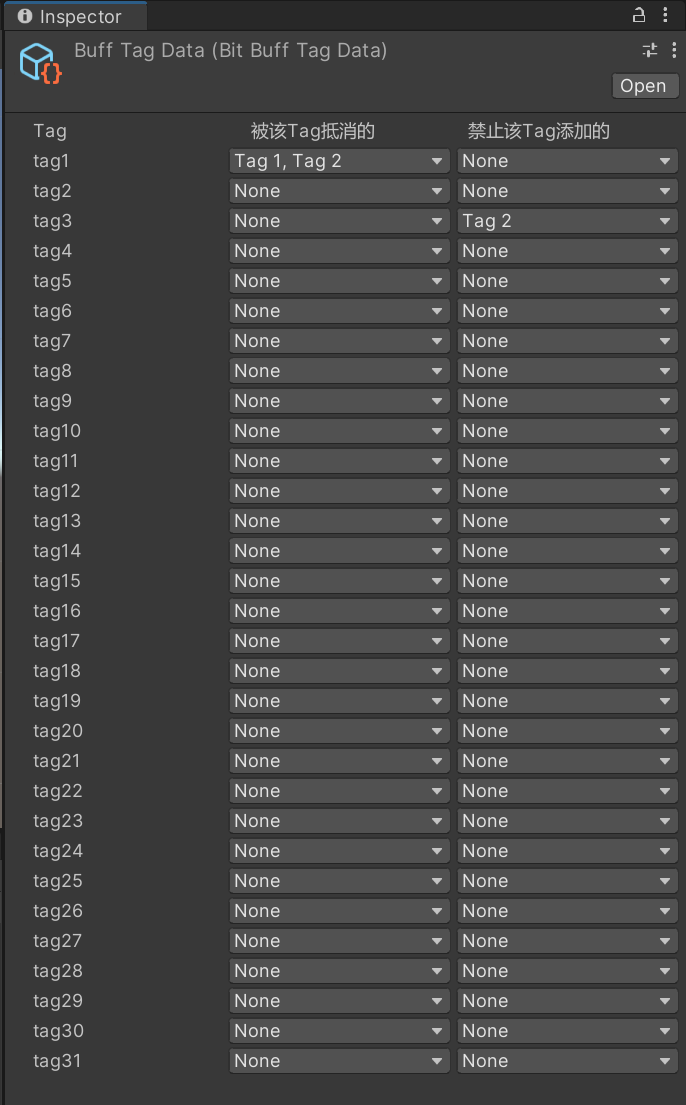 Inspector
Buff Tag Data (Bit Buff Tag Data)
Open
Tag 被该Tag抵消的 禁止该Tag添加的
tag1 Tag 1, Tag 2 None
tag2 None None
tag3 None Tag 2
tag4 None None
tag5 None None
tag6 None None
tag7 None None
tag8 None None
tag9 None None
tag10 None None
tag11 None None
tag12 None None
tag13 None None
tag14 None None
tag15 None None
tag16 None None
tag17 None None
tag18 None None
tag19 None None
tag20 None None
tag21 None None
tag22 None None
tag23 None None
tag24 None None
tag25 None None
tag26 None None
tag27 None None
tag28 None None
tag29 None None
tag30 None None
tag31 None None